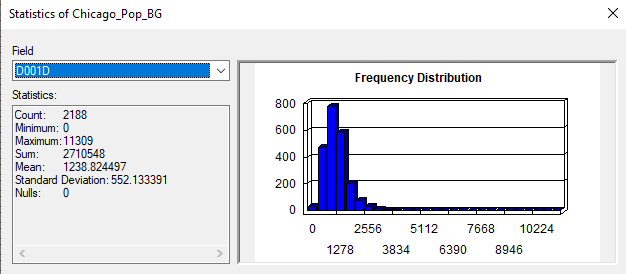 Statistics of Chicago_Pop_BG
Field
D001D
Statistics:
Count: 2188
Minimum: 0
Maximum: 11309
Sum: 2710548
Mean: 1238.824497
Standard Deviation: 552.133391
Nulls: 0
Frequency Distribution
800
600
400
200
0
0 2556 5112 7668 10224
1278 3834 6390 8946